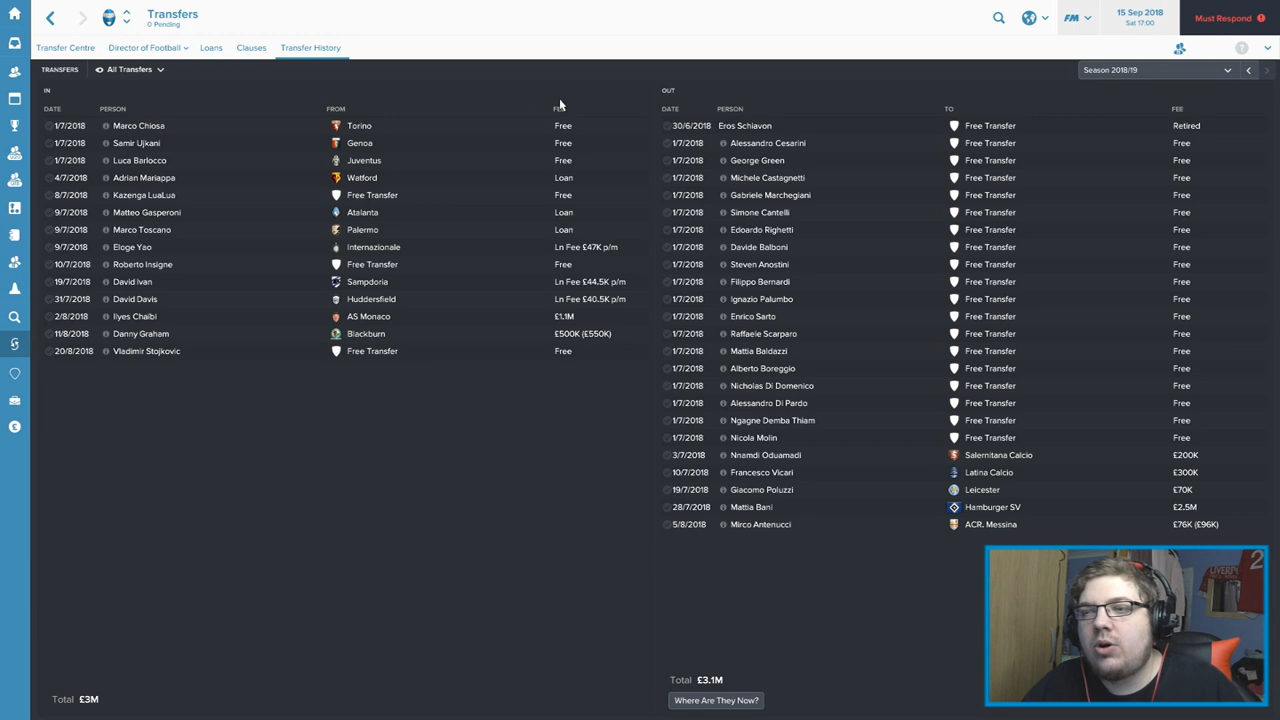 Transfers
0 Pending
FM
15 Sep 2018
Sat 17:00
Must Respond
Transfer Centre Director of Football Loans Clauses Transfer History
TRANSFERS All Transfers Season 2018/19
IN
DATE PERSON FROM
1/7/2018 Marco Chiosa Torino Free
1/7/2018 Samir Ujkani Genoa Free
1/7/2018 Luca Barlocco Juventus Free
4/7/2018 Adrian Mariappa Watford Loan
8/7/2018 Kazenga LuaLua Free Transfer Free
9/7/2018 Matteo Gasperoni Atalanta Loan
9/7/2018 Marco Toscano Palermo Loan
9/7/2018 Eloge Yao Internazionale Ln Fee £47K p/m
10/7/2018 Roberto Insigne Free Transfer Free
19/7/2018 David Ivan Sampdoria Ln Fee £44.5K p/m
31/7/2018 David Davis Huddersfield Ln Fee £40.5K p/m
2/8/2018 Ilyes Chaibi AS Monaco £1.1M
11/8/2018 Danny Graham Blackburn £500K (£550K)
20/8/2018 Vladimir Stojkovic Free Transfer Free
Total £3M
OUT
DATE PERSON TO FEE
30/6/2018 Eros Schiavon Free Transfer Retired
1/7/2018 Alessandro Cesarini Free Transfer Free
1/7/2018 George Green Free Transfer Free
1/7/2018 Michele Castagnetti Free Transfer Free
1/7/2018 Gabriele Marchegiani Free Transfer Free
1/7/2018 Simone Cantelli Free Transfer Free
1/7/2018 Edoardo Righetti Free Transfer Free
1/7/2018 Davide Balboni Free Transfer Free
1/7/2018 Steven Anostini Free Transfer Free
1/7/2018 Filippo Bernardi Free Transfer Free
1/7/2018 Ignazio Palumbo Free Transfer Free
1/7/2018 Enrico Sarto Free Transfer Free
1/7/2018 Raffaele Scarparo Free Transfer Free
1/7/2018 Mattia Baldazzi Free Transfer Free
1/7/2018 Alberto Boreggio Free Transfer Free
1/7/2018 Nicholas Di Domenico Free Transfer Free
1/7/2018 Alessandro Di Pardo Free Transfer Free
1/7/2018 Ngagne Demba Thiam Free Transfer Free
1/7/2018 Nicola Molin Free Transfer Free
3/7/2018 Nnamdi Oduamadi Salernitana Calcio £200K
10/7/2018 Francesco Vicari Latina Calcio £300K
19/7/2018 Giacomo Poluzzi Leicester £70K
28/7/2018 Mattia Bani Hamburger SV £2.5M
5/8/2018 Mirco Antenucci ACR. Messina £76K (£96K)
Total £3.1M
Where Are They Now?
2